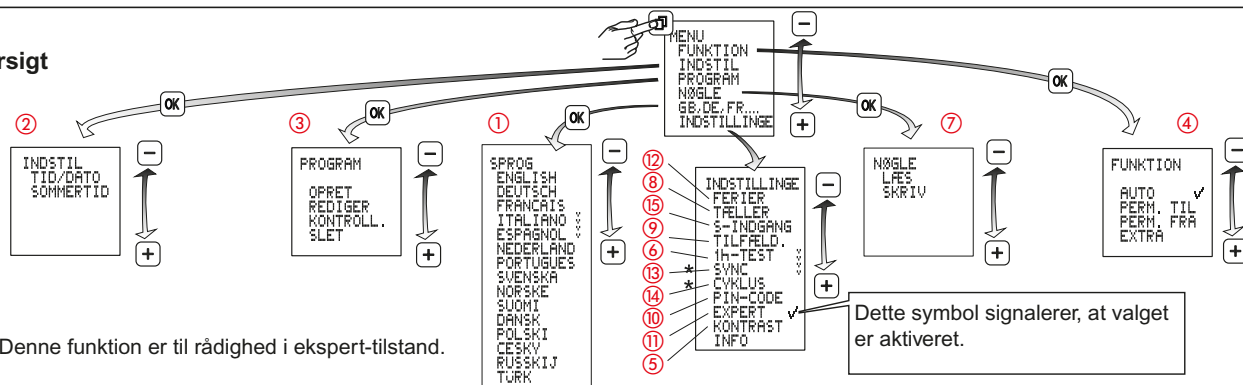 rsigt
MENU
FUNKTION
INDSTIL
PROGRAM
NØGLE
GB,DE,FR....
INDSTILLINGE
−
+
OK
OK
OK
OK
OK
②
INDSTIL
TID/DATO
SOMMERTID
−
+
③
PROGRAM
OPRET
REDIGER
KONTROLL.
SLET
−
+
①
SPROG
ENGLISH
DEUTSCH
FRANCAIS
ITALIANO
ESPAGNOL
NEDERLAND
PORTUGUES
SVENSKA
NORSKE
SUOMI
DANSK
POLSKI
CESKY
RUSSKIJ
TURK
−
+
INDSTILLINGE
⑫ FERIER
⑧ TÆLLER
⑮ S-INDGANG
⑨ TILFÆLD.
⑥ 1h-TEST
⑬ * SYNC
⑭ * CYKLUS
⑩ PIN-CODE
⑪ EXPERT ✓
⑤ KONTRAST
INFO
−
+
⑦
NØGLE
LÆS
SKRIV
−
+
④
FUNKTION
AUTO ✓
PERM. TIL
PERM. FRA
EXTRA
−
+
Dette symbol signalerer, at valget
er aktiveret.
Denne funktion er til rådighed i ekspert-tilstand.